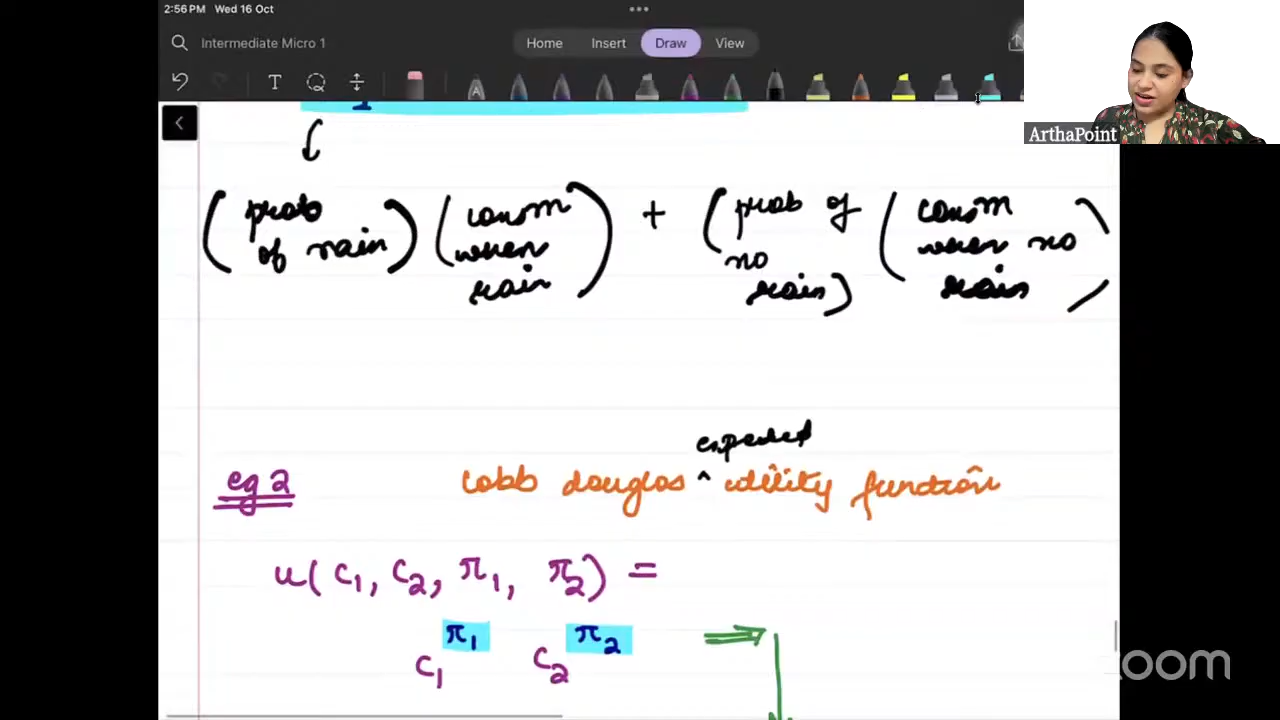 2:56 PM Wed 16 Oct
Intermediate Micro 1
Home Insert Draw View
ArthaPoint
(prob of rain) (consm when rain) + (prob of no rain) (consm when no rain)
eg 2
cobb douglas ^ expected utility function
u(c₁, c₂, π₁, π₂) =
c₁^π₁ c₂^π₂ ⇒
zoom